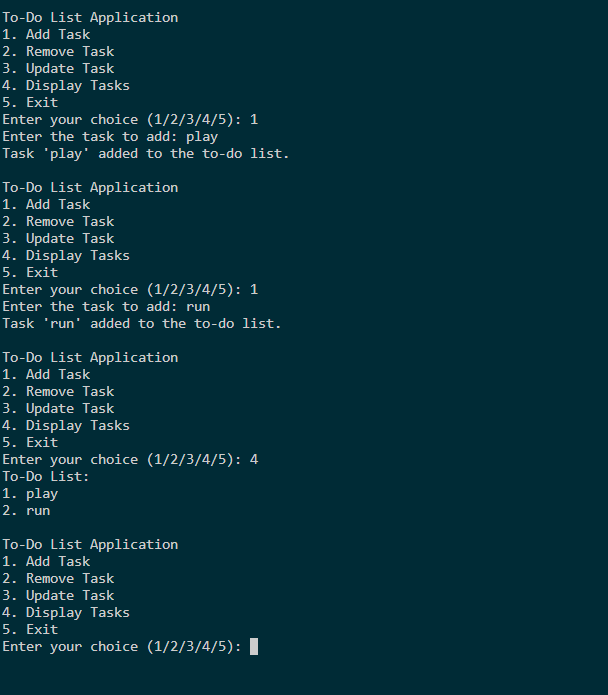 To-Do List Application
1. Add Task
2. Remove Task
3. Update Task
4. Display Tasks
5. Exit
Enter your choice (1/2/3/4/5): 1
Enter the task to add: play
Task 'play' added to the to-do list.
To-Do List Application
1. Add Task
2. Remove Task
3. Update Task
4. Display Tasks
5. Exit
Enter your choice (1/2/3/4/5): 1
Enter the task to add: run
Task 'run' added to the to-do list.
To-Do List Application
1. Add Task
2. Remove Task
3. Update Task
4. Display Tasks
5. Exit
Enter your choice (1/2/3/4/5): 4
To-Do List:
1. play
2. run
To-Do List Application
1. Add Task
2. Remove Task
3. Update Task
4. Display Tasks
5. Exit
Enter your choice (1/2/3/4/5):